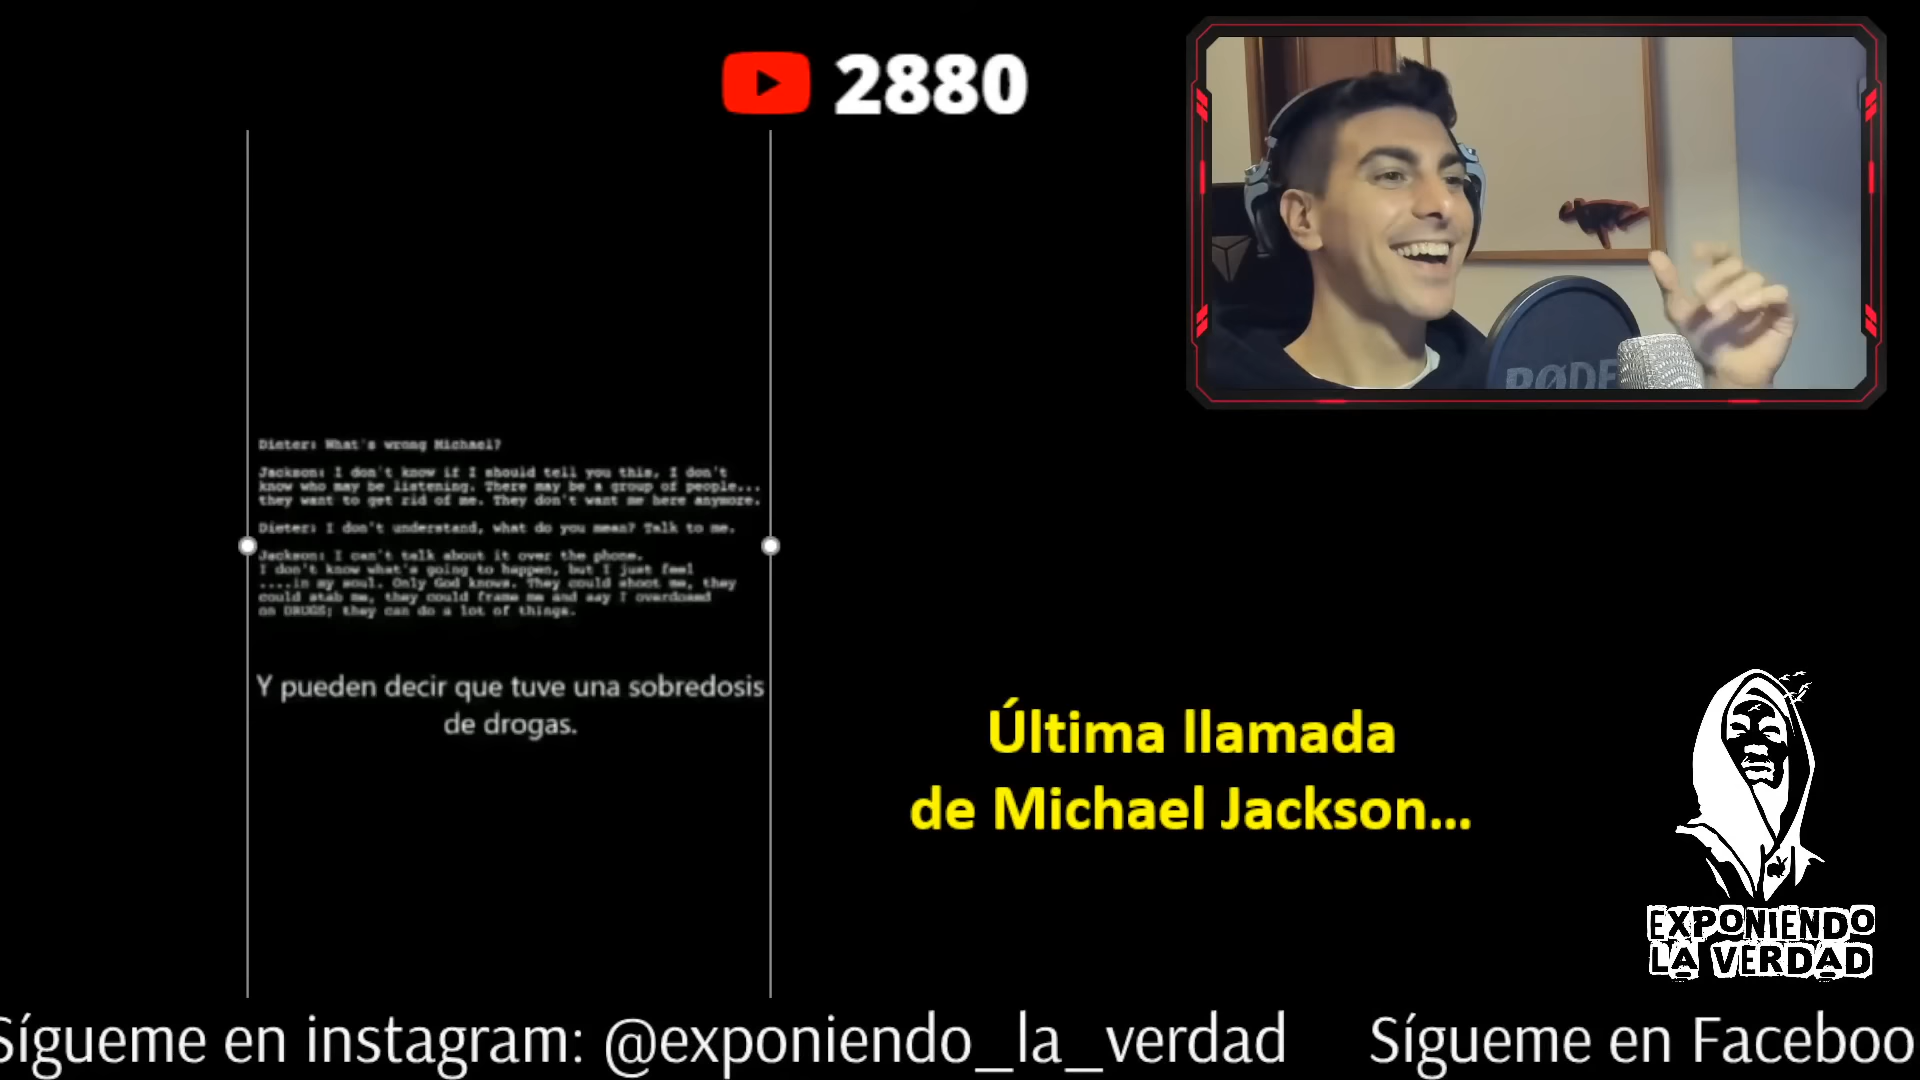 2880
Dieter: What's wrong Michael?
Jackson: I don't know if I should tell you this, I don't
know who may be listening. There may be a group of people...
they want to get rid of me. They don't want me here anymore.
Dieter: I don't understand, what do you mean? Talk to me.
Jackson: I can't talk about it over the phone.
I don't know what's going to happen, but I just feel
....in my soul. Only God knows. They could shoot me, they
could stab me, they could frame me and say I overdosed
on DRUGS; they can do a lot of things.
Y pueden decir que tuve una sobredosis
de drogas.
RØDE
Última llamada
de Michael Jackson...
EXPONIENDO
LA VERDAD
Sígueme en instagram: @exponiendo_la_verdad Sígueme en Faceboo